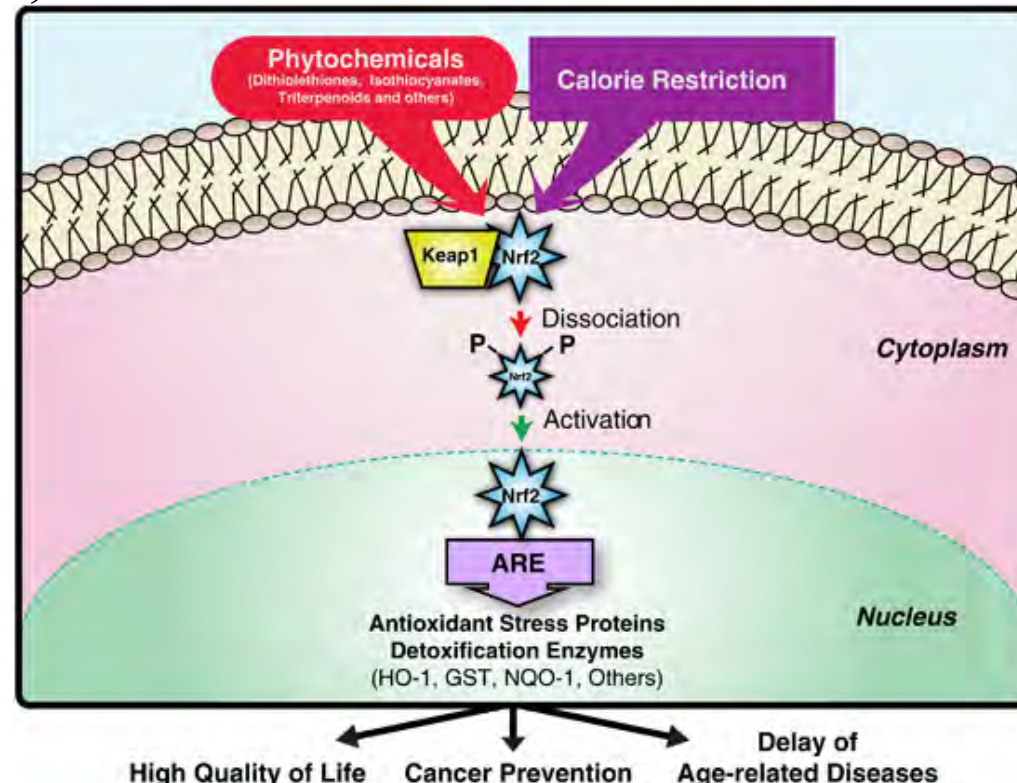 Phytochemicals
(Dithiolethiones, Isothiocyanates,
Triterpenoids and others)
Calorie Restriction
Keap1
Nrf2
Dissociation
P
P
Nrf2
Cytoplasm
Activation
Nrf2
ARE
Antioxidant Stress Proteins
Detoxification Enzymes
(HO-1, GST, NQO-1, Others)
Nucleus
High Quality of Life
Cancer Prevention
Delay of
Age-related Diseases